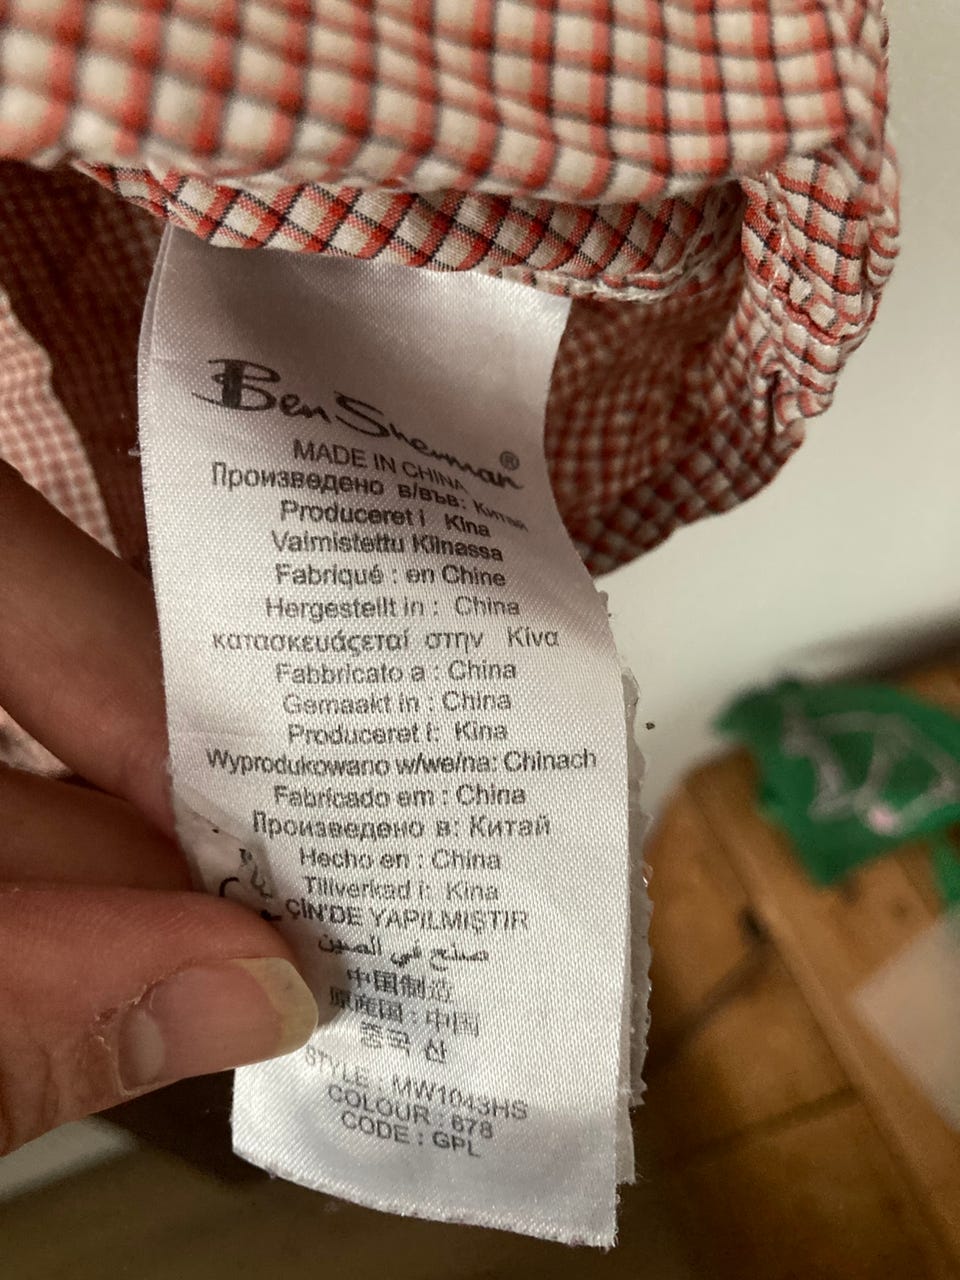 Ben Sherman®
MADE IN CHINA
Произведено в/във: Китай
Produceret i Kina
Valmistettu Kiinassa
Fabriqué : en Chine
Hergestellt in : China
κατασκευάςεταί στην Κίνα
Fabbricato a : China
Gemaakt in : China
Produceret i: Kina
Wyprodukowano w/we/na: Chinach
Fabricado em : China
Произведено в: Китай
Hecho en : China
Tillverkad i: Kina
ÇİN'DE YAPILMIŞTIR
صنع في الصين
中国制造
原産国 : 中国
중국 산
STYLE : MW1043HS
COLOUR : 678
CODE : GPL